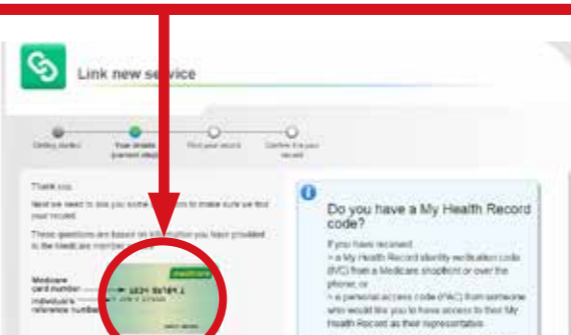 Link new service
Getting started
Your details
(current step)
Find your record
Confirm it is your
record
Thank you.
Next we need to ask you some to make sure we find
your record.
These questions are based on information you have provided
to the Medicare
Medicare
card number
Individual's
reference number
medicare
Do you have a My Health Record
code?
If you have received:
> a My Health Record identity verification code
(IVC) from a Medicare shopfront or over the
phone; or
> a personal access code (PAC) from someone
who would like you to have access to their My
Health Record as their representative